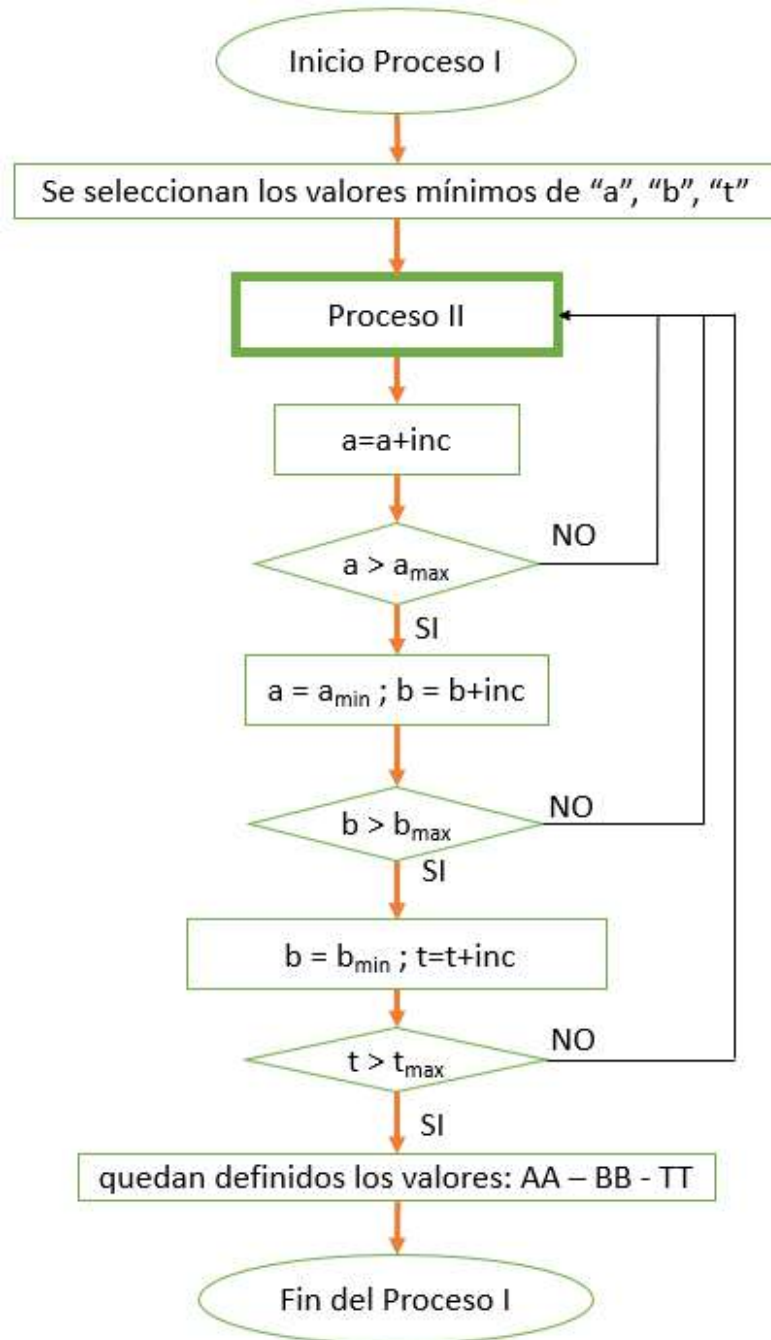 Inicio Proceso I
Se seleccionan los valores mínimos de “a”, “b”, “t”
Proceso II
a=a+inc
a > amax
NO
SI
a = amin ; b = b+inc
b > bmax
NO
SI
b = bmin ; t=t+inc
t > tmax
NO
SI
quedan definidos los valores: AA – BB - TT
Fin del Proceso I